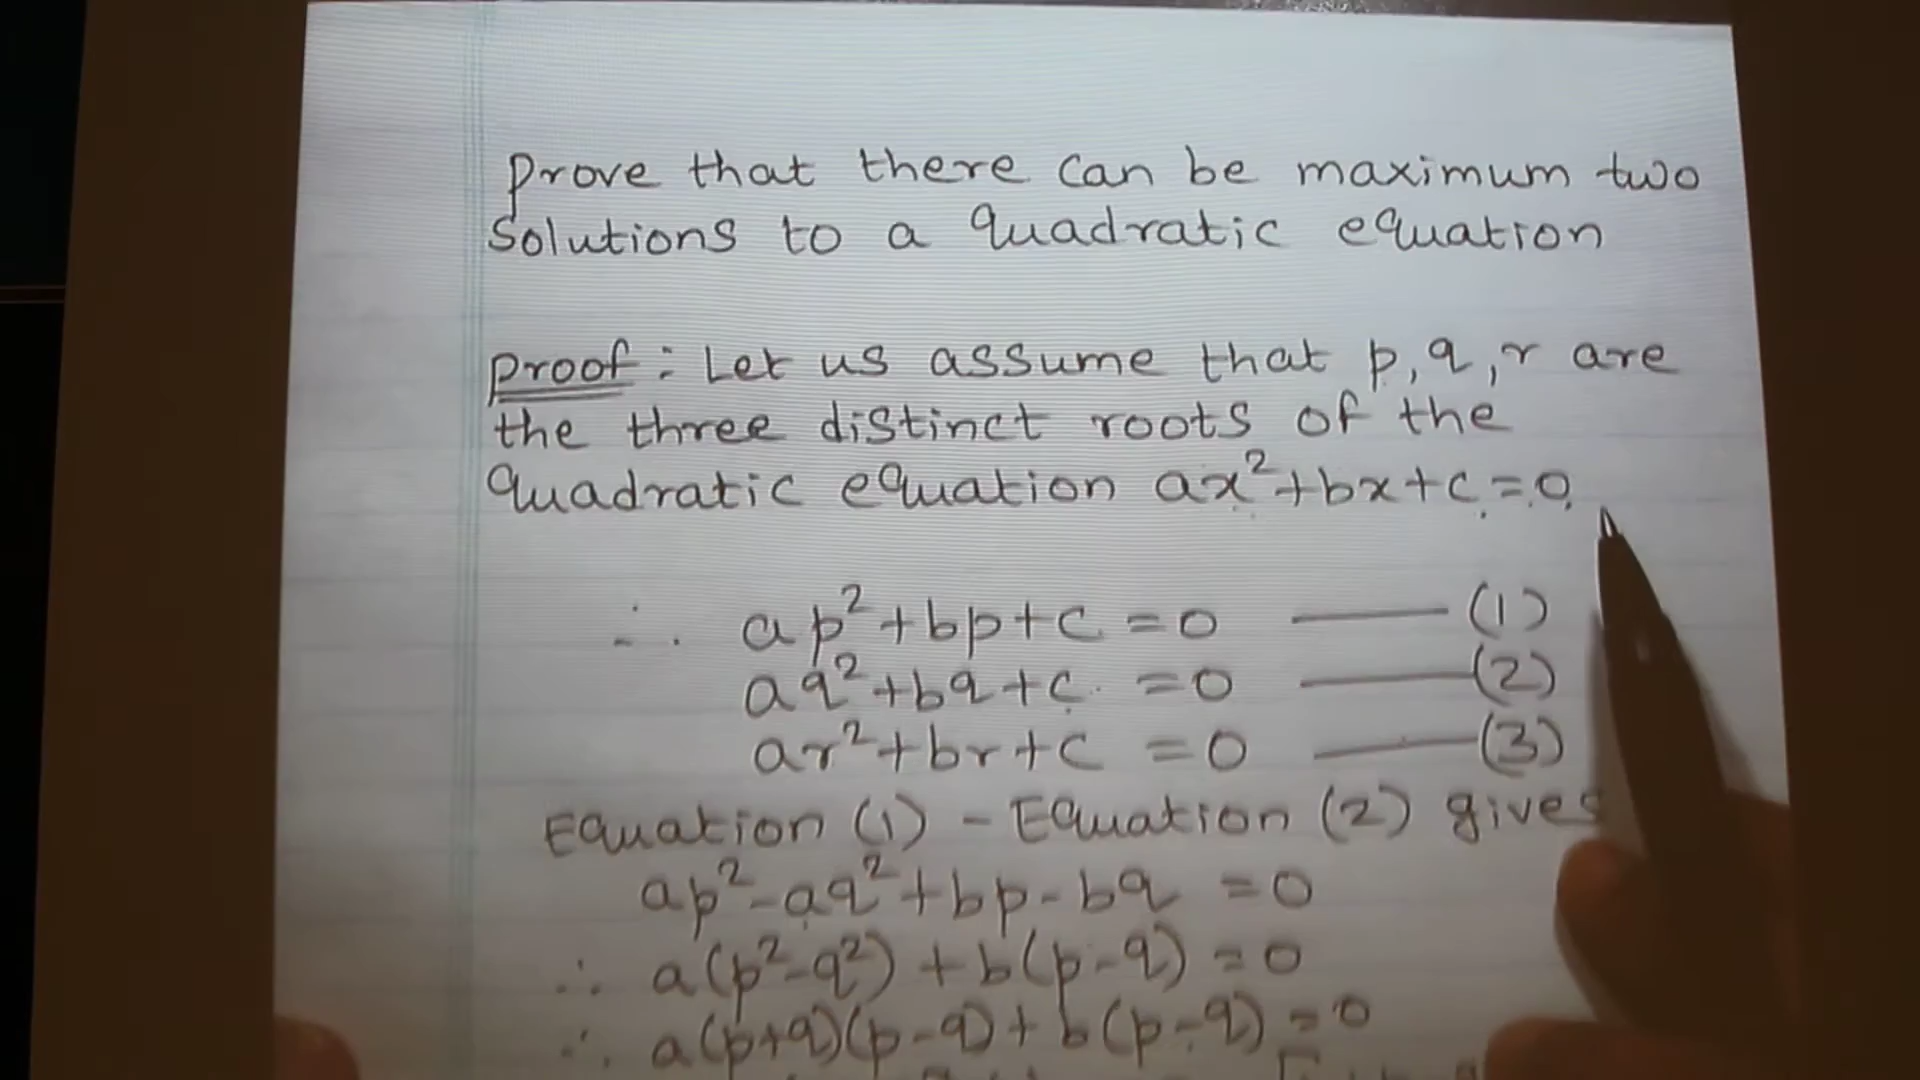 Prove that there can be maximum two
solutions to a quadratic equation
Proof : Let us assume that p, q, r are
the three distinct roots of the
quadratic equation ax²+bx+c=0
∴ ap²+bp+c =0 —— (1)
aq²+bq+c =0 —— (2)
ar²+br+c =0 —— (3)
Equation (1) - Equation (2) gives
ap²-aq²+bp-bq =0
∴ a(p²-q²) + b(p-q) =0
∴ a(p+q)(p-q)+ b(p-q) =0